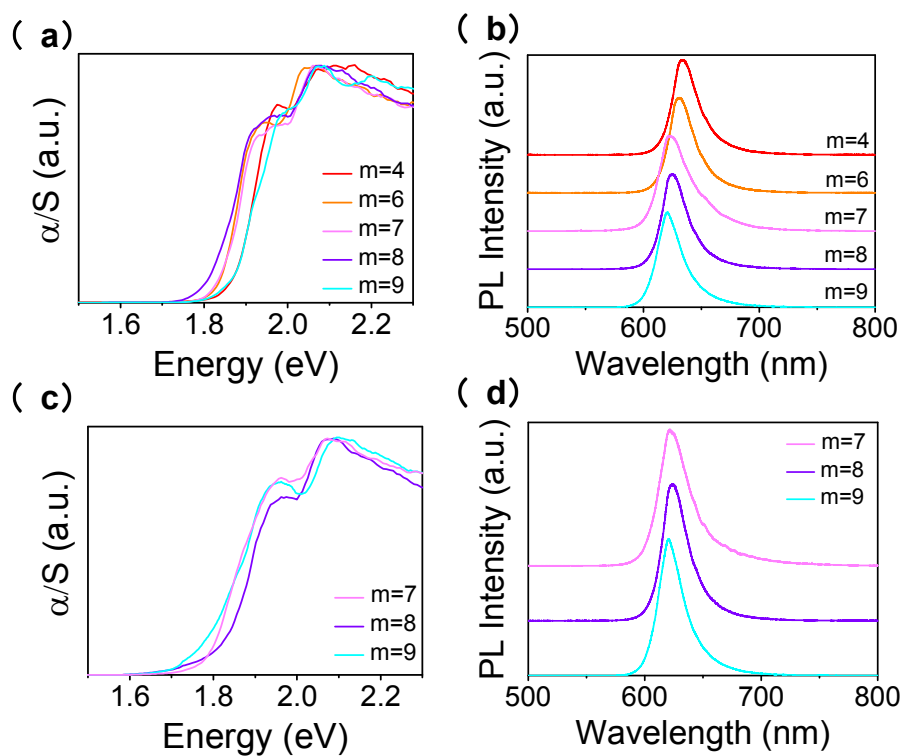 ( a)
α/S (a.u.)
m=4
m=6
m=7
m=8
m=9
1.6 1.8 2.0 2.2
Energy (eV)
( b)
PL Intensity (a.u.)
m=4
m=6
m=7
m=8
m=9
500 600 700 800
Wavelength (nm)
( c)
α/S (a.u.)
m=7
m=8
m=9
1.6 1.8 2.0 2.2
Energy (eV)
( d)
PL Intensity (a.u.)
m=7
m=8
m=9
500 600 700 800
Wavelength (nm)